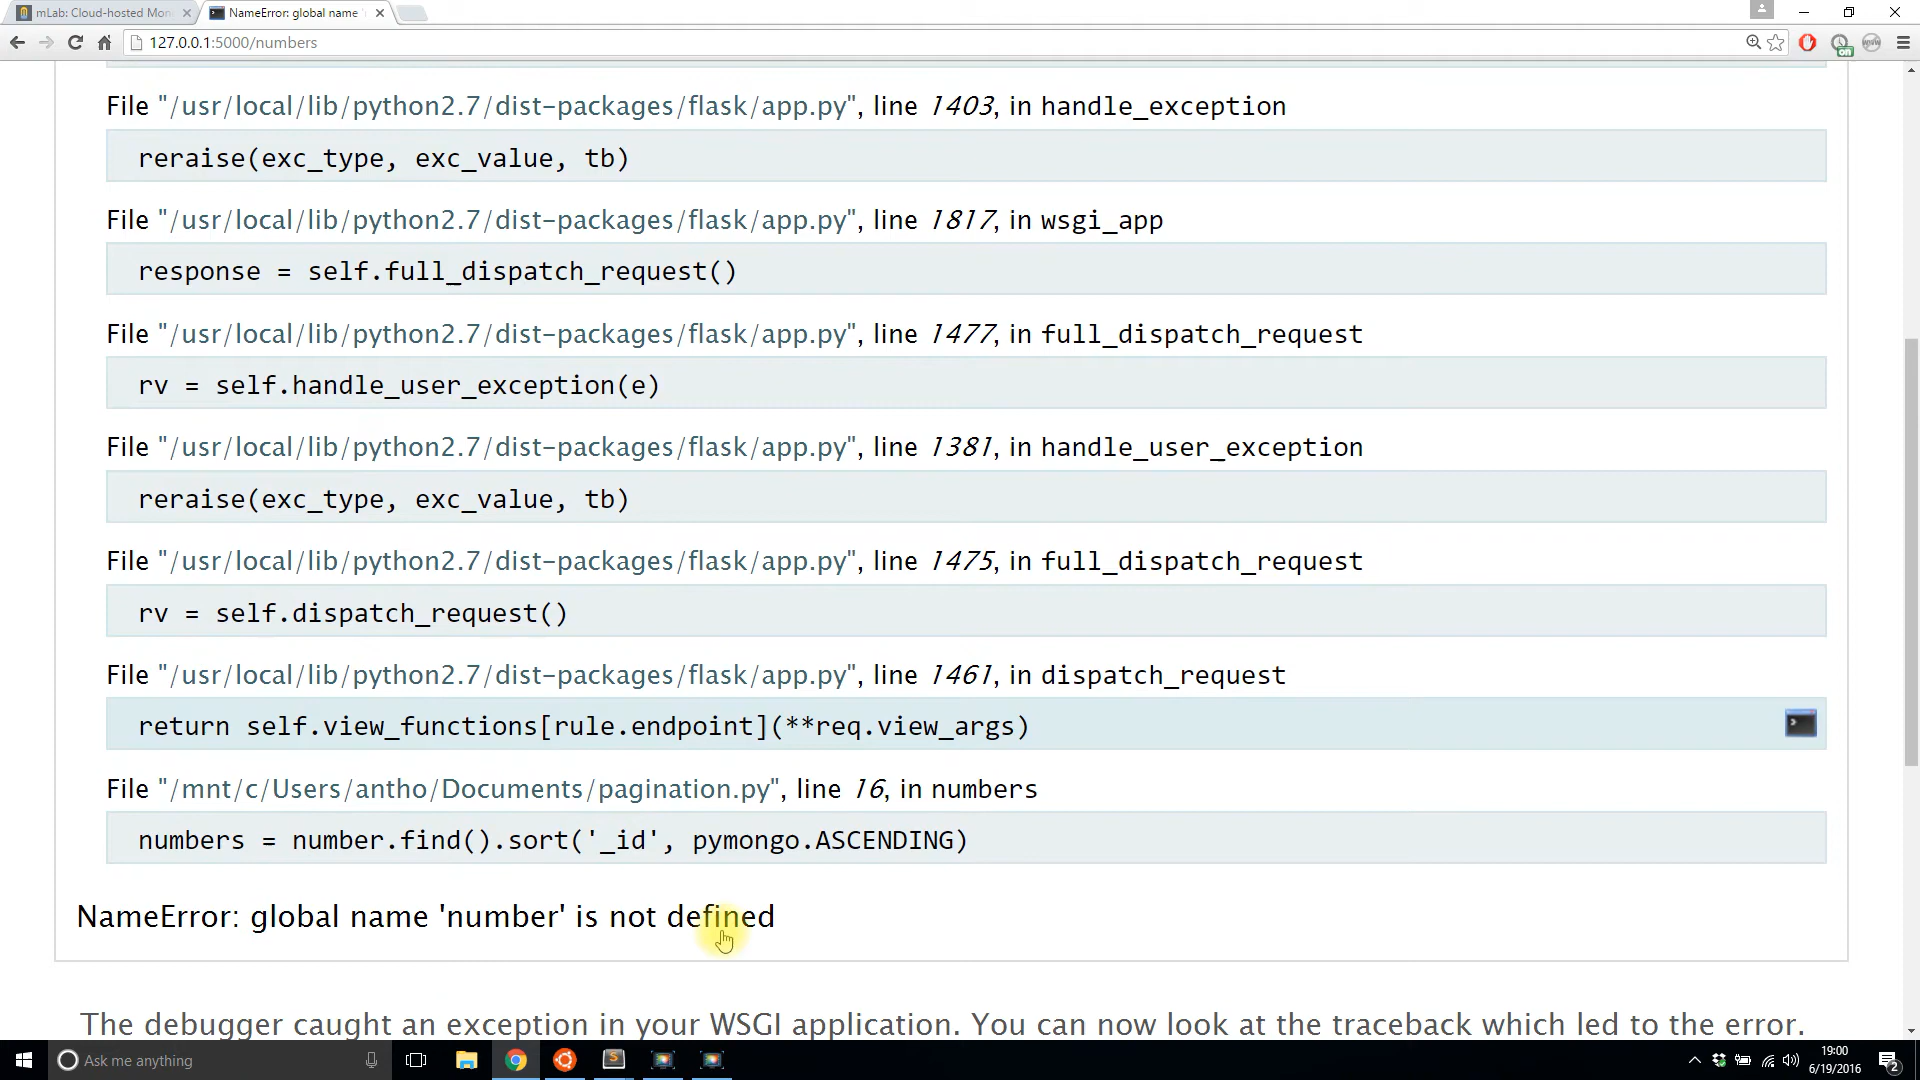 mLab: Cloud-hosted Mon
NameError: global name '
127.0.0.1:5000/numbers
on
File "/usr/local/lib/python2.7/dist-packages/flask/app.py", line 1403, in handle_exception
reraise(exc_type, exc_value, tb)
File "/usr/local/lib/python2.7/dist-packages/flask/app.py", line 1817, in wsgi_app
response = self.full_dispatch_request()
File "/usr/local/lib/python2.7/dist-packages/flask/app.py", line 1477, in full_dispatch_request
rv = self.handle_user_exception(e)
File "/usr/local/lib/python2.7/dist-packages/flask/app.py", line 1381, in handle_user_exception
reraise(exc_type, exc_value, tb)
File "/usr/local/lib/python2.7/dist-packages/flask/app.py", line 1475, in full_dispatch_request
rv = self.dispatch_request()
File "/usr/local/lib/python2.7/dist-packages/flask/app.py", line 1461, in dispatch_request
return self.view_functions[rule.endpoint](**req.view_args)
File "/mnt/c/Users/antho/Documents/pagination.py", line 16, in numbers
numbers = number.find().sort('_id', pymongo.ASCENDING)
NameError: global name 'number' is not defined
The debugger caught an exception in your WSGI application. You can now look at the traceback which led to the error.
Ask me anything
19:00
6/19/2016
2